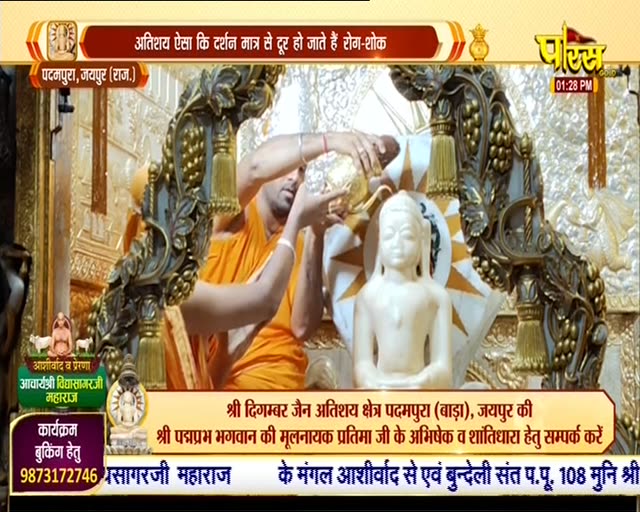 अतिशय ऐसा कि दर्शन मात्र से दूर हो जाते हैं रोग-शोक
पदमपुरा, जयपुर (राज.)
पारस
GOLD
01:28 PM
आशीर्वाद व प्रेरणा
आचार्यश्री विद्यासागरजी
महाराज
श्री दिगम्बर जैन अतिशय क्षेत्र पदमपुरा (बाड़ा), जयपुर की
श्री पद्मप्रभ भगवान की मूलनायक प्रतिमा जी के अभिषेक व शांतिधारा हेतु सम्पर्क करें
कार्यक्रम
बुकिंग हेतु
9873172746
सागरजी महाराज के मंगल आशीर्वाद से एवं बुन्देली संत प.पू. 108 मुनि श्री